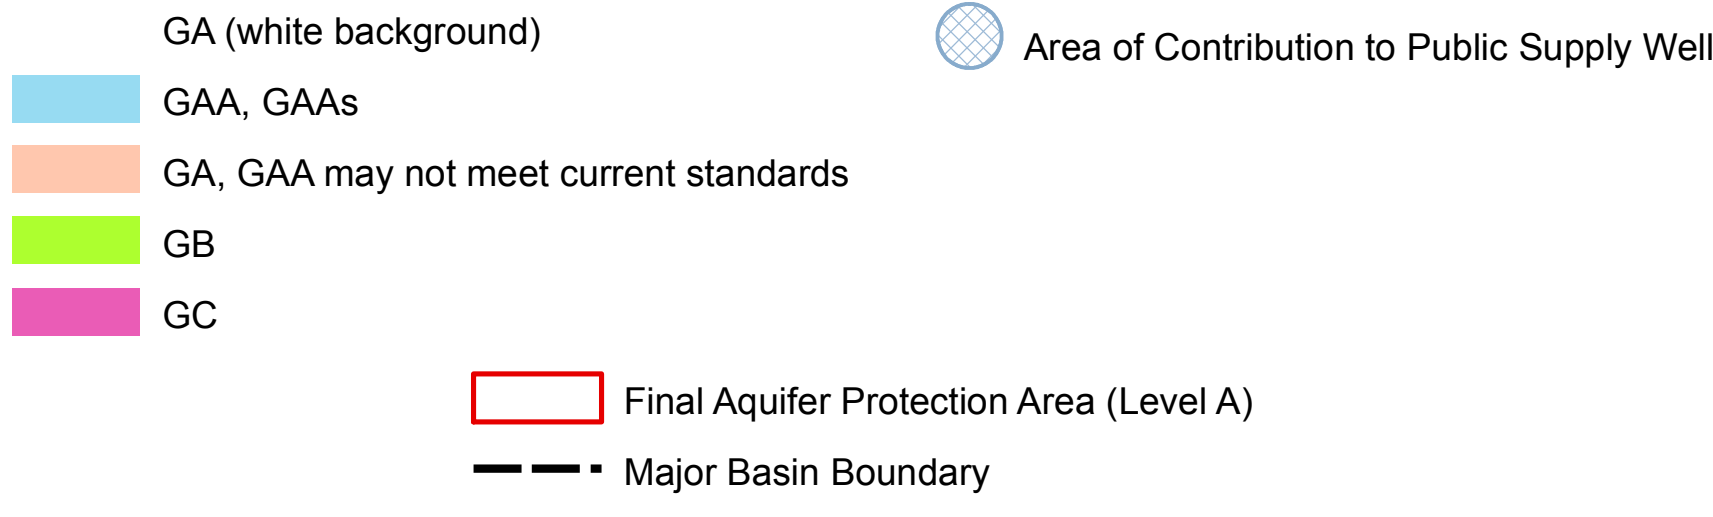 GA (white background)
Area of Contribution to Public Supply Well
GAA, GAAs
GA, GAA may not meet current standards
GB
GC
Final Aquifer Protection Area (Level A)
Major Basin Boundary